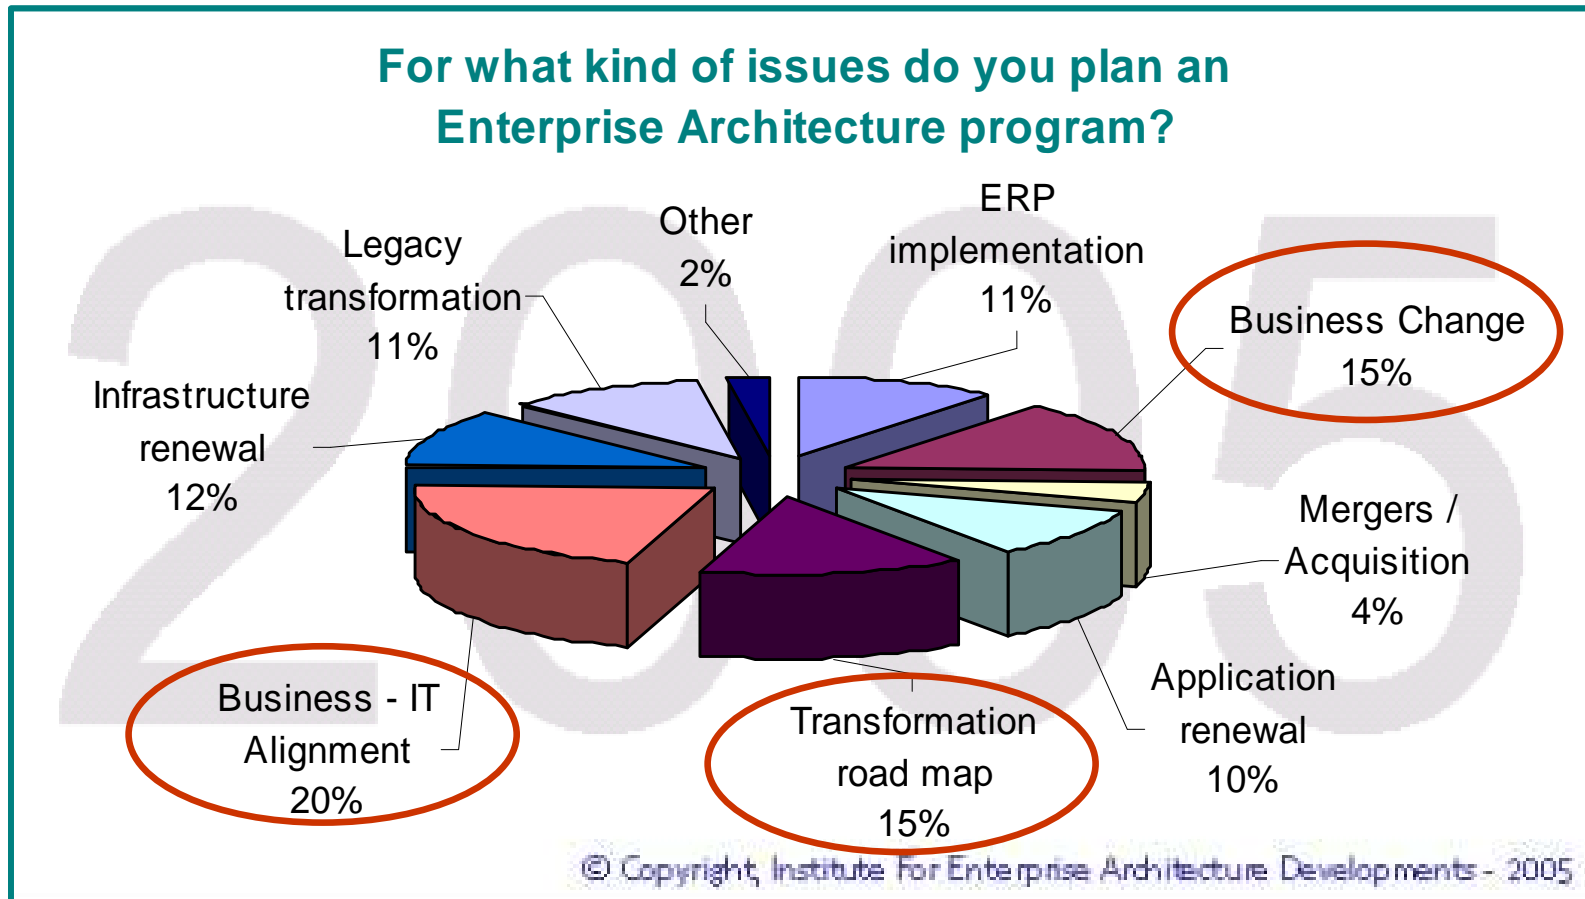 For what kind of issues do you plan an
Enterprise Architecture program?
2005
Other
2%
ERP
implementation
11%
Business Change
15%
Mergers /
Acquisition
4%
Application
renewal
10%
Transformation
road map
15%
Business - IT
Alignment
20%
Infrastructure
renewal
12%
Legacy
transformation
11%
© Copyright, Institute For Enterprise Architecture Developments - 2005